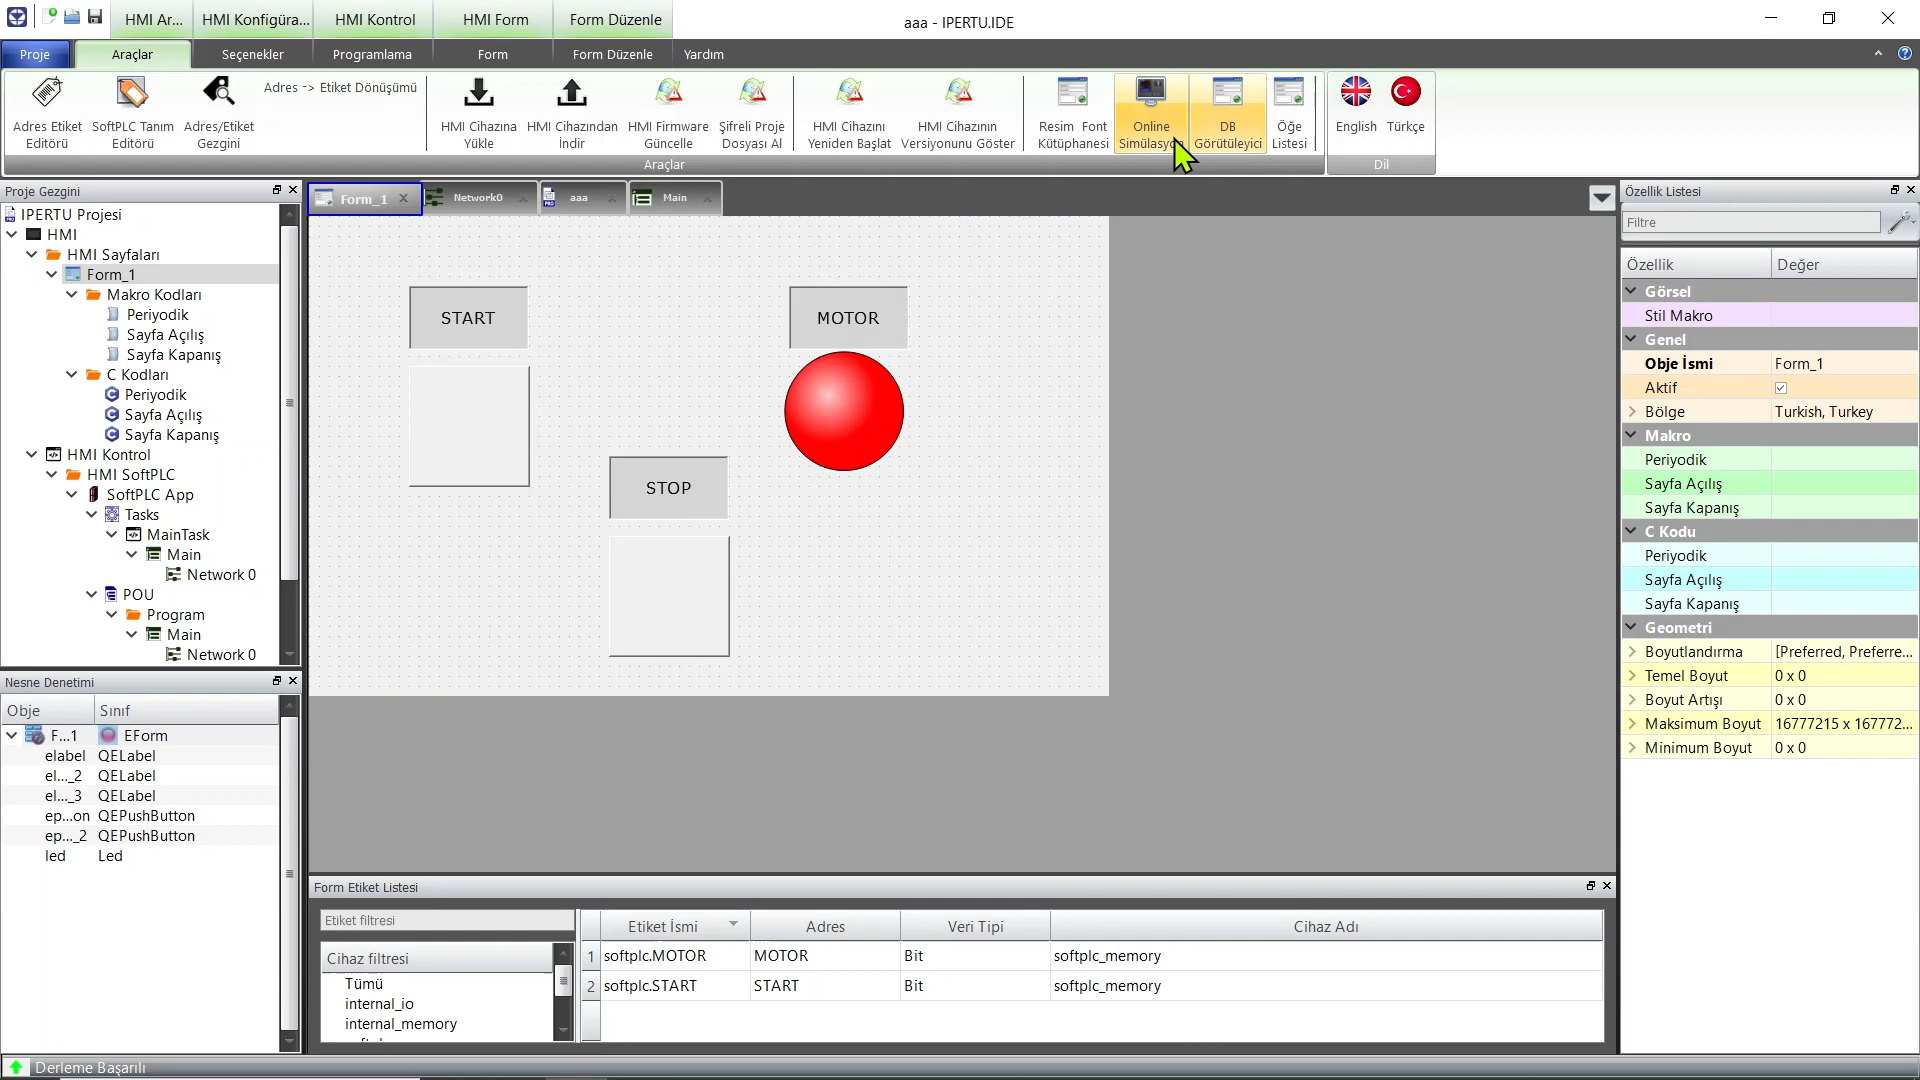 HMI Ar...
HMI Konfigüra...
HMI Kontrol
HMI Form
Form Düzenle
aaa - IPERTU.IDE
Proje
Araçlar
Seçenekler
Programlama
Form
Form Düzenle
Yardım
Adres Etiket
Editörü
SoftPLC Tanım
Editörü
Adres/Etiket
Gezgini
Adres -> Etiket Dönüşümü
HMI Cihazına
Yükle
HMI Cihazından
İndir
HMI Firmware
Güncelle
Şifreli Proje
Dosyası Al
HMI Cihazını
Yeniden Başlat
HMI Cihazının
Versiyonunu Göster
Resim Font
Kütüphanesi
Online
DB
Görütüleyici
Öğe
Listesi
English
Türkçe
Araçlar
Dil
Proje Gezgini
IPERTU Projesi
HMI
HMI Sayfaları
Form_1
Makro Kodları
Periyodik
Sayfa Açılış
Sayfa Kapanış
C Kodları
Periyodik
Sayfa Açılış
Sayfa Kapanış
HMI Kontrol
HMI SoftPLC
SoftPLC App
Tasks
MainTask
Main
Network 0
POU
Program
Main
Network 0
Nesne Denetimi
Obje
Sınıf
F...1 EForm
elabel QELabel
el..._2 QELabel
el..._3 QELabel
ep...on QEPushButton
ep..._2 QEPushButton
led Led
Form_1
Network0
aaa
Main
START
MOTOR
STOP
Form Etiket Listesi
Etiket filtresi
Cihaz filtresi
Tümü
internal_io
internal_memory
Etiket İsmi Adres Veri Tipi Cihaz Adı
1 softplc.MOTOR MOTOR Bit softplc_memory
2 softplc.START START Bit softplc_memory
Özellik Listesi
Filtre
Özellik Değer
Görsel
Stil Makro
Genel
Obje İsmi Form_1
Aktif
Bölge Turkish, Turkey
Makro
Periyodik
Sayfa Açılış
Sayfa Kapanış
C Kodu
Periyodik
Sayfa Açılış
Sayfa Kapanış
Geometri
Boyutlandırma [Preferred, Preferre...
Temel Boyut 0 x 0
Boyut Artışı 0 x 0
Maksimum Boyut 16777215 x 167772...
Minimum Boyut 0 x 0
Derleme Başarılı